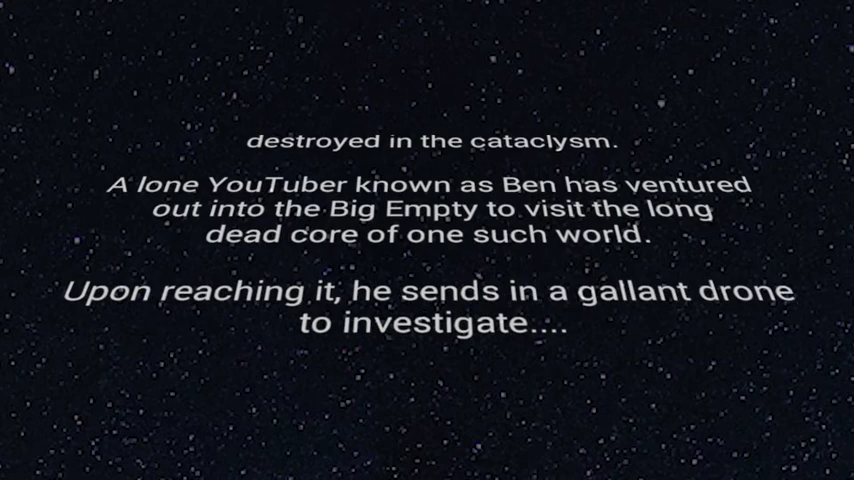 destroyed in the cataclysm.
A lone YouTuber known as Ben has ventured
out into the Big Empty to visit the long
dead core of one such world.
Upon reaching it, he sends in a gallant drone
to investigate....